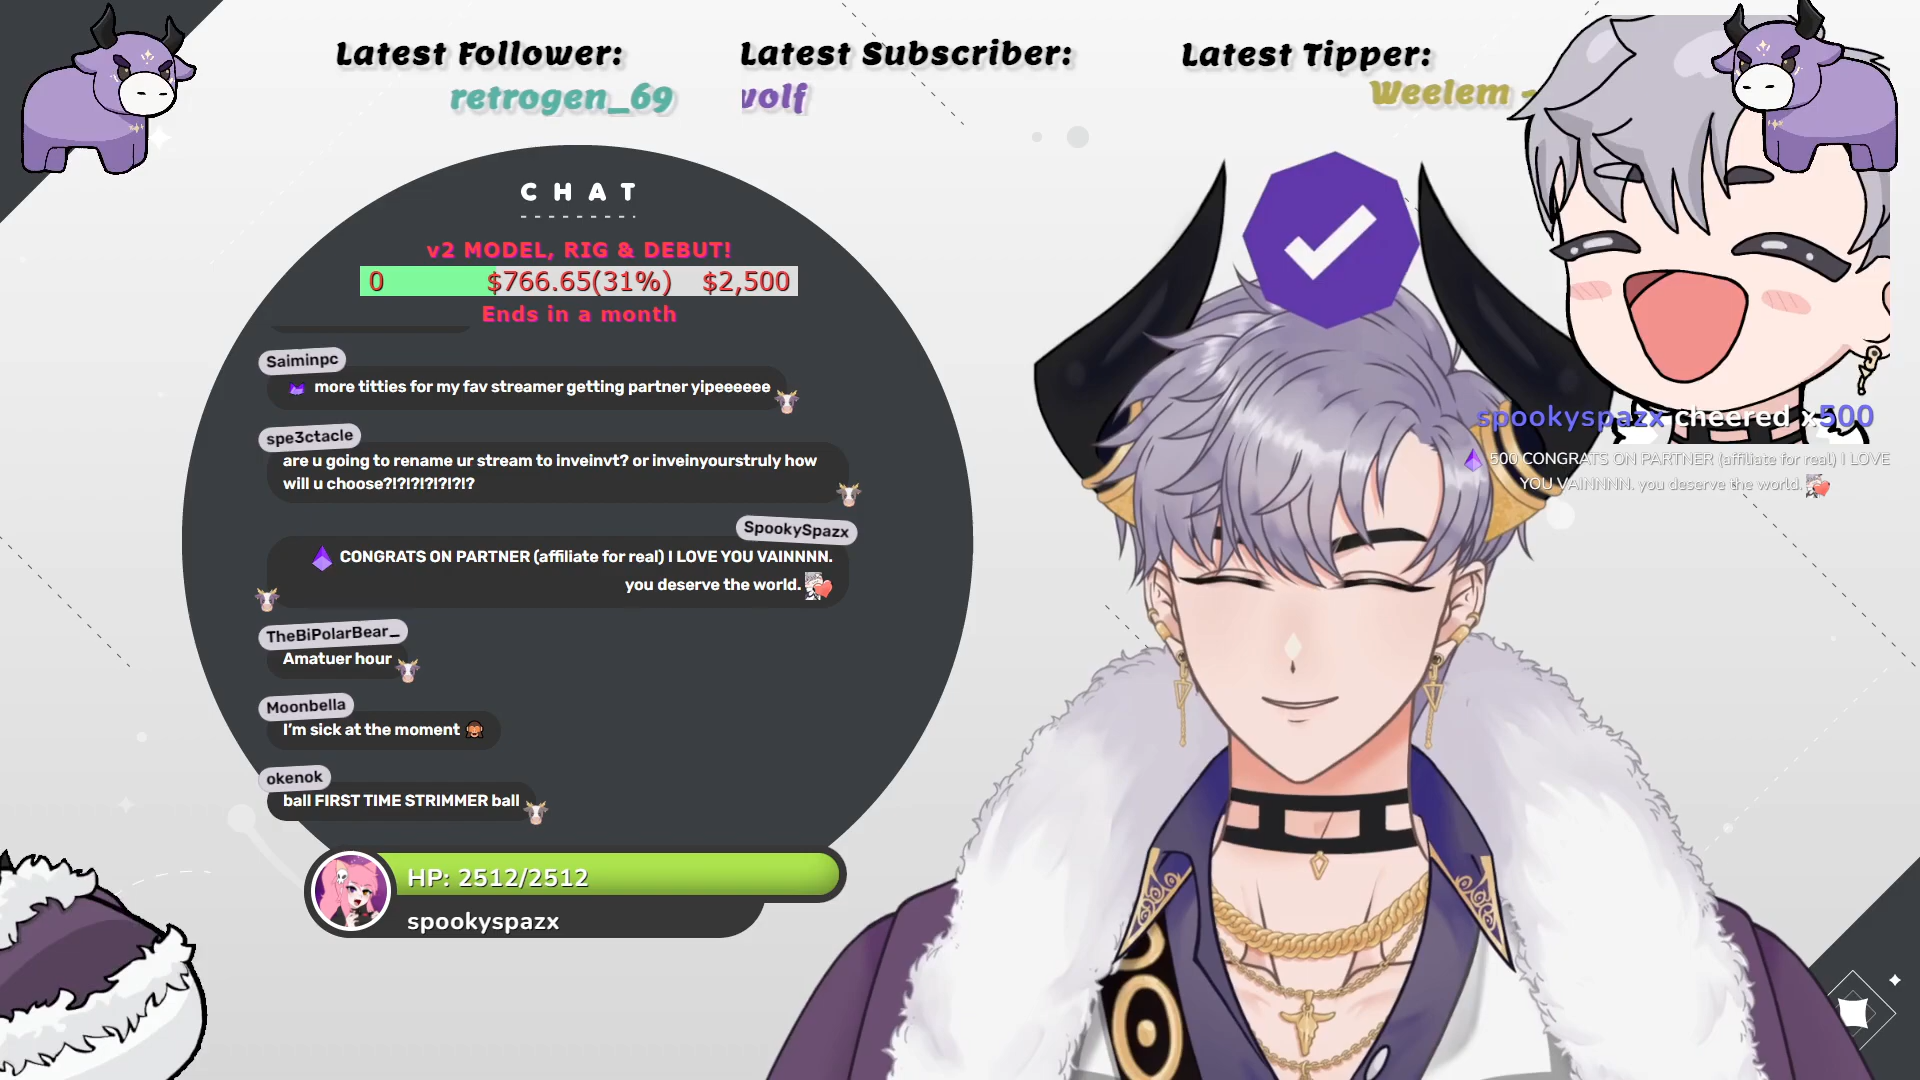 Latest Follower:
retrogen_69
Latest Subscriber:
volf
Latest Tipper:
Weelem -
CHAT
v2 MODEL, RIG & DEBUT!
0 $766.65(31%) $2,500
Ends in a month
Saiminpc
more titties for my fav streamer getting partner yipeeeeee
spe3ctacle
are u going to rename ur stream to inveinvt? or inveinyourstruly how
will u choose?!?!?!?!?!?!?
SpookySpazx
CONGRATS ON PARTNER (affiliate for real) I LOVE YOU VAINNNN.
you deserve the world.
TheBiPolarBear_
Amatuer hour
Moonbella
I'm sick at the moment
okenok
ball FIRST TIME STRIMMER ball
HP: 2512/2512
spookyspazx
spookyspazx cheered x500
500 CONGRATS ON PARTNER (affiliate for real) I LOVE
YOU VAINNNN. you deserve the world.